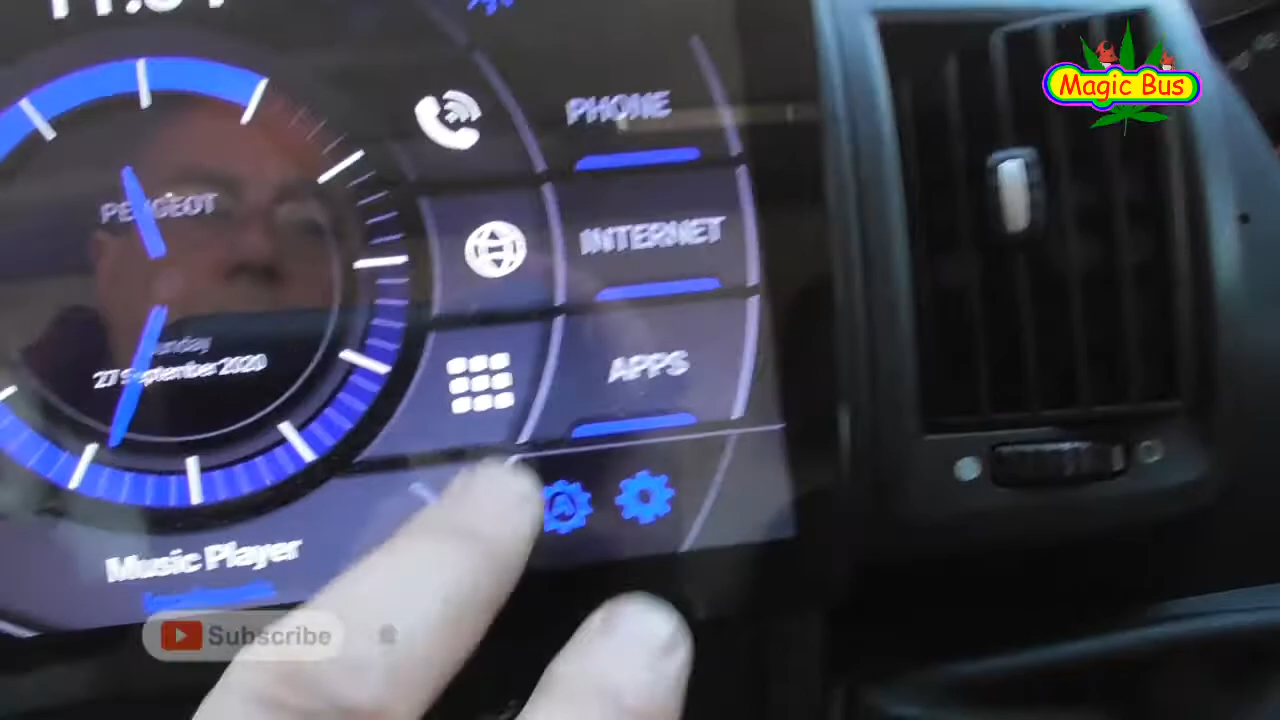 Magic Bus
PHONE
PEUGEOT
INTERNET
27 September 2020
APPS
Music Player
Subscribe